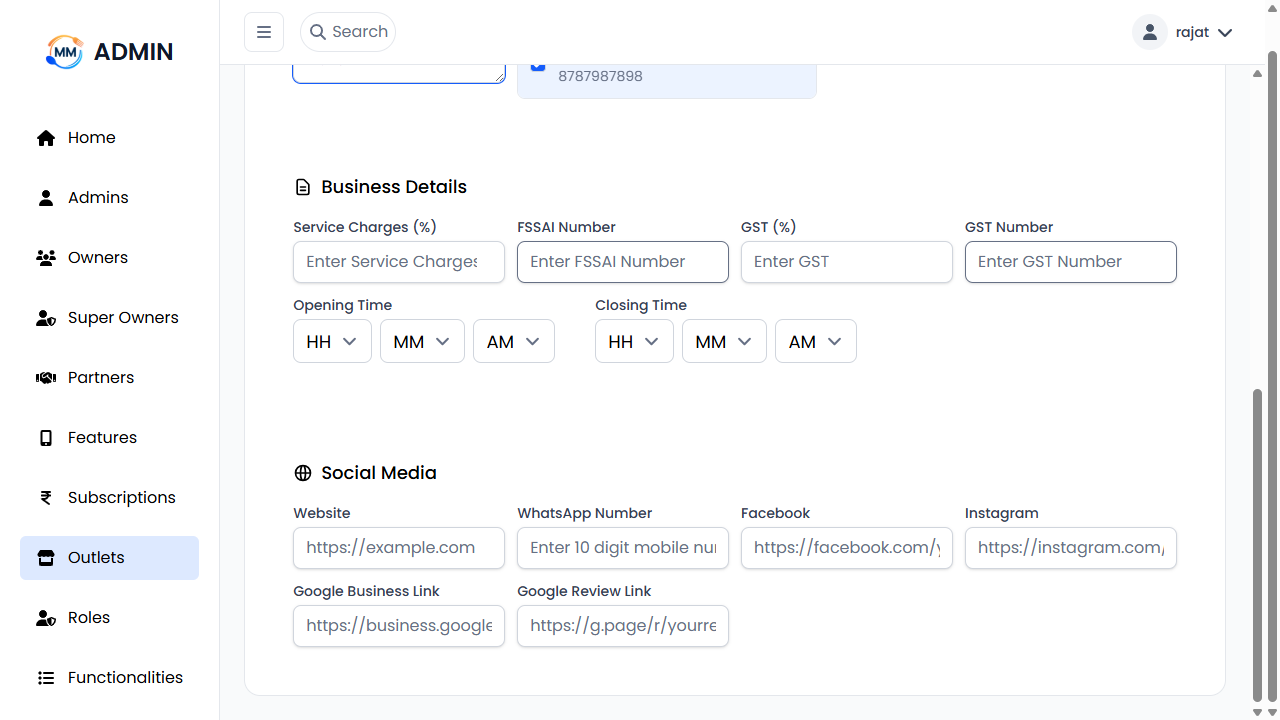 MM ADMIN
Search
rajat
Home
Admins
Owners
Super Owners
Partners
Features
Subscriptions
Outlets
Roles
Functionalities
8787987898
Business Details
Service Charges (%) FSSAI Number GST (%) GST Number
Enter Service Charges Enter FSSAI Number Enter GST Enter GST Number
Opening Time Closing Time
HH MM AM HH MM AM
Social Media
Website WhatsApp Number Facebook Instagram
https://example.com Enter 10 digit mobile nu https://facebook.com/y https://instagram.com/
Google Business Link Google Review Link
https://business.google https://g.page/r/yourre